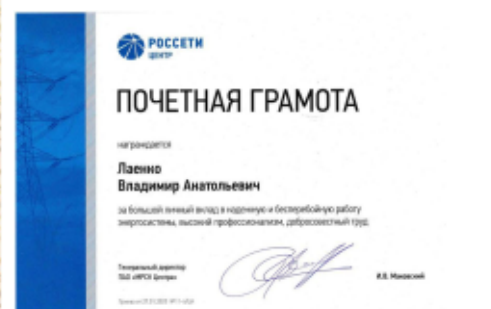 РОССЕТИ
ЦЕНТР
ПОЧЕТНАЯ ГРАМОТА
награждается
Лаенко
Владимир Анатольевич
за большой личный вклад в надежную и бесперебойную работу
энергосистемы, высокий профессионализм, добросовестный труд
Генеральный директор
ПАО «МРСК Центра»
И.В. Маковский